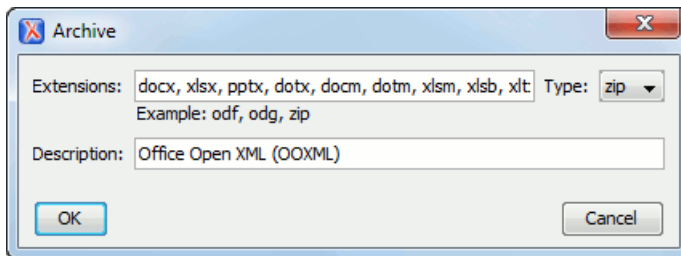 Archive
Extensions: docx, xlsx, pptx, dotx, docm, dotm, xlsm, xlsb, Type: zip
Example: odf, odg, zip
Description: Office Open XML (OOXML)
OK Cancel